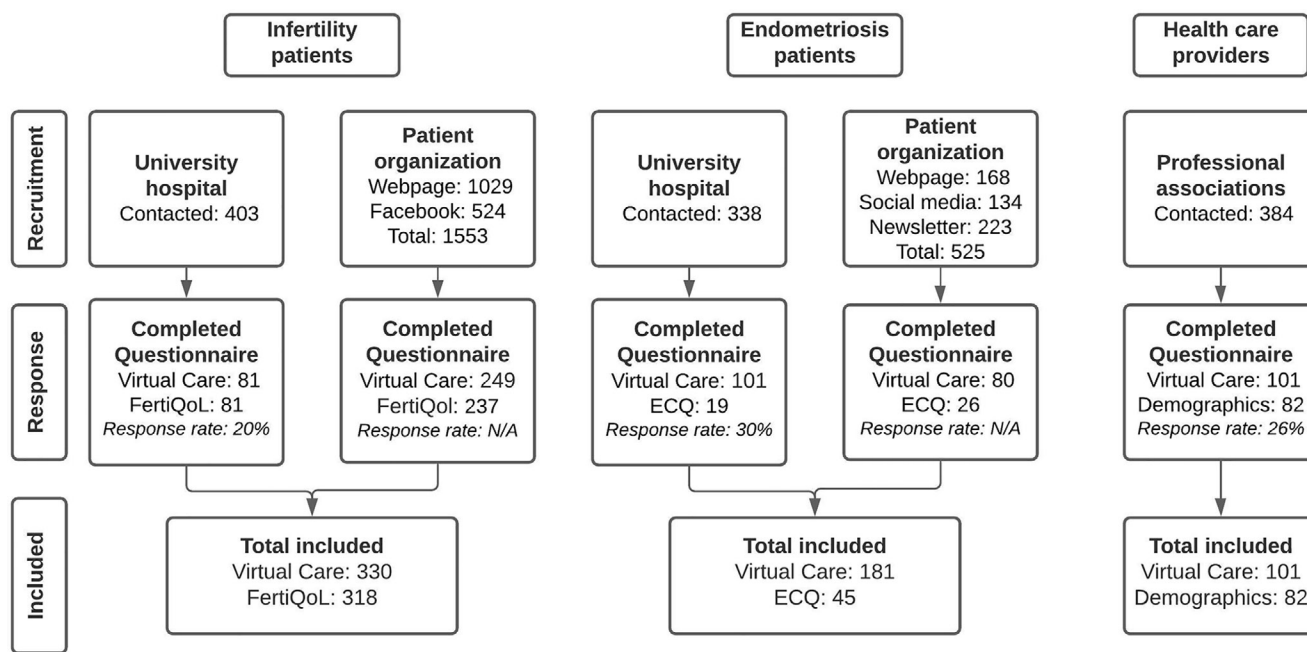 Infertility
patients
Endometriosis
patients
Health care
providers
Recruitment
University
hospital
Contacted: 403
Patient
organization
Webpage: 1029
Facebook: 524
Total: 1553
University
hospital
Contacted: 338
Patient
organization
Webpage: 168
Social media: 134
Newsletter: 223
Total: 525
Professional
associations
Contacted: 384
Response
Completed
Questionnaire
Virtual Care: 81
FertiQoL: 81
Response rate: 20%
Completed
Questionnaire
Virtual Care: 249
FertiQol: 237
Response rate: N/A
Completed
Questionnaire
Virtual Care: 101
ECQ: 19
Response rate: 30%
Completed
Questionnaire
Virtual Care: 80
ECQ: 26
Response rate: N/A
Completed
Questionnaire
Virtual Care: 101
Demographics: 82
Response rate: 26%
Included
Total included
Virtual Care: 330
FertiQoL: 318
Total included
Virtual Care: 181
ECQ: 45
Total included
Virtual Care: 101
Demographics: 82